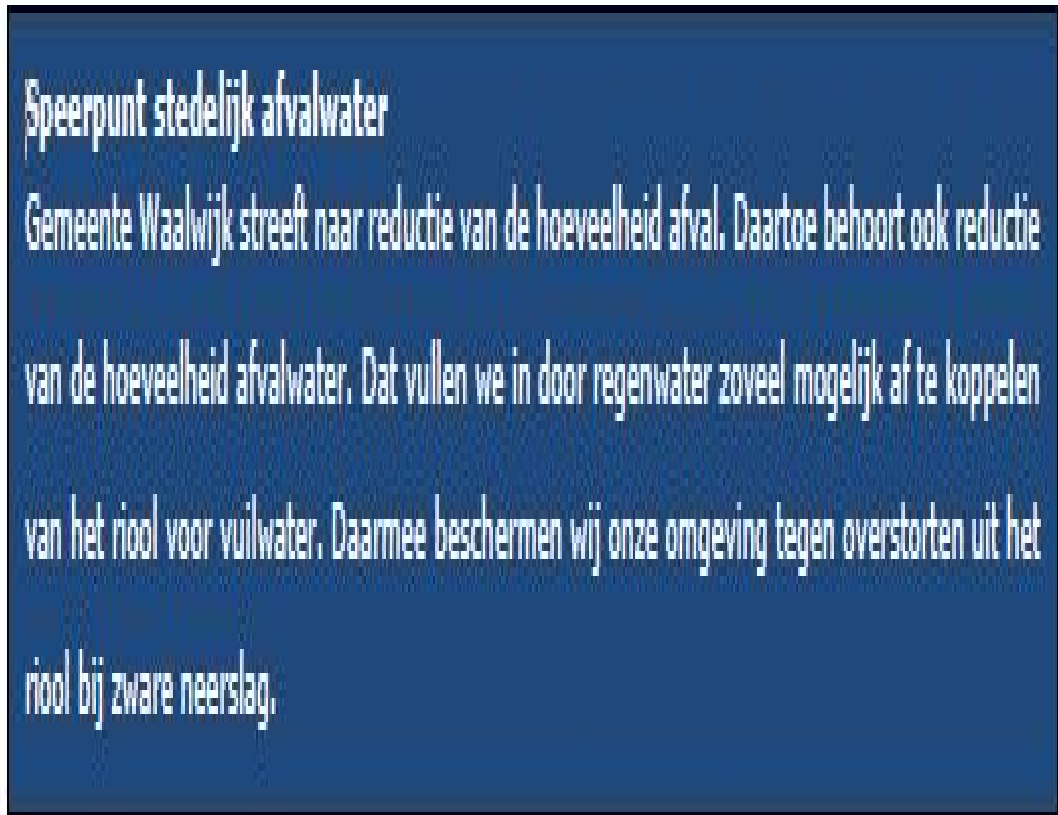 Speerpunt stedelijk afvalwater
Gemeente Waalwijk streeft naar reductie van de hoeveelheid afval. Daartoe behoort ook reductie
van de hoeveelheid afvalwater. Dat vullen we in door regenwater zoveel mogelijk af te koppelen
van het riool voor vuilwater. Daarmee beschermen wij onze omgeving tegen overstorten uit het
riool bij zware neerslag.